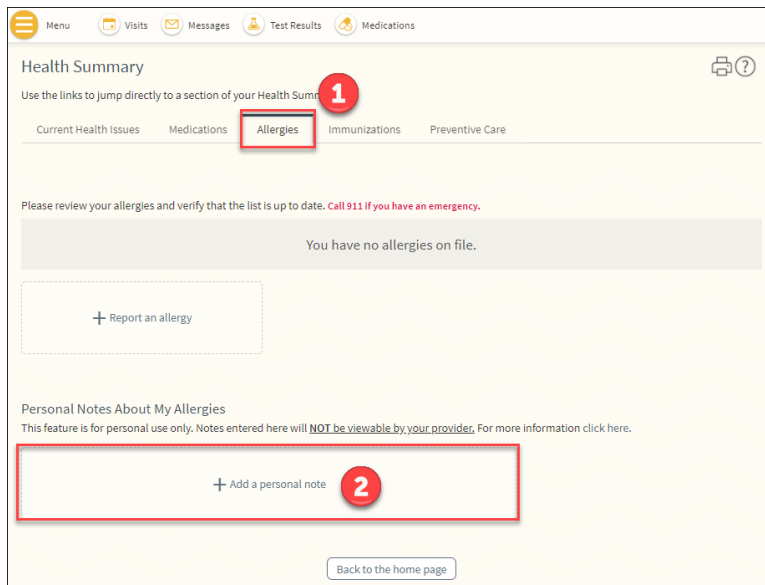 Menu Visits Messages Test Results Medications
Health Summary
Use the links to jump directly to a section of your Health Summ
1
Current Health Issues Medications Allergies Immunizations Preventive Care
Please review your allergies and verify that the list is up to date. Call 911 if you have an emergency.
You have no allergies on file.
+ Report an allergy
Personal Notes About My Allergies
This feature is for personal use only. Notes entered here will NOT be viewable by your provider. For more information click here.
+ Add a personal note 2
Back to the home page